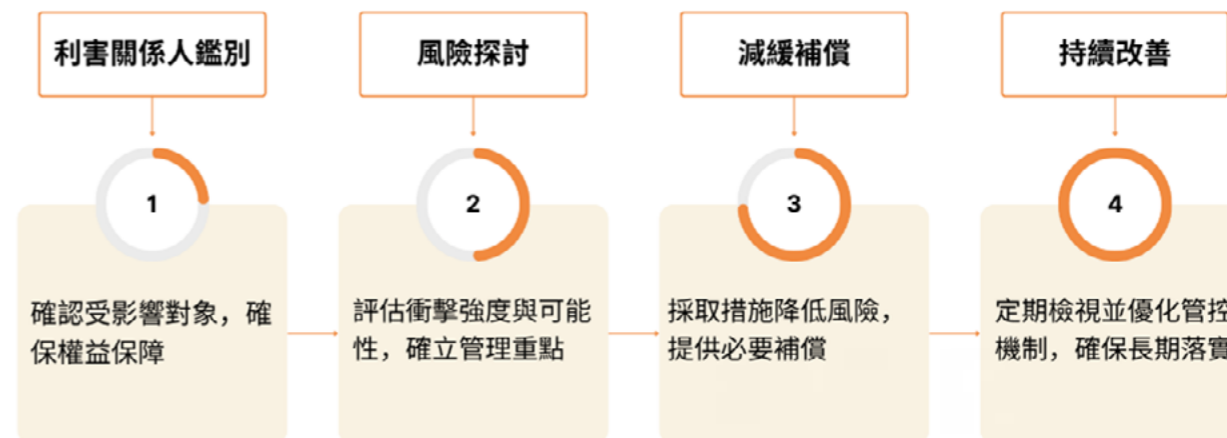 利害關係人鑑別
風險探討
減緩補償
持續改善
1
2
3
4
確認受影響對象，確
保權益保障
評估衝擊強度與可能
性，確立管理重點
採取措施降低風險，
提供必要補償
定期檢視並優化管控
機制，確保長期落實